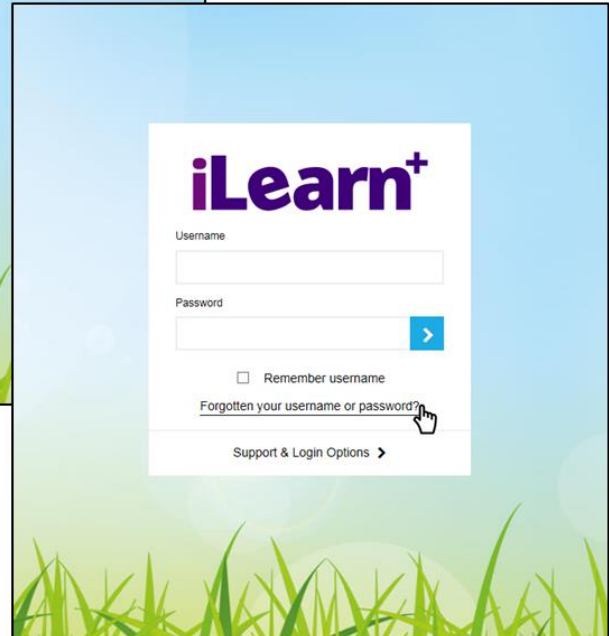 iLearn+
Username
Password
Remember username
Forgotten your username or password?
Support & Login Options